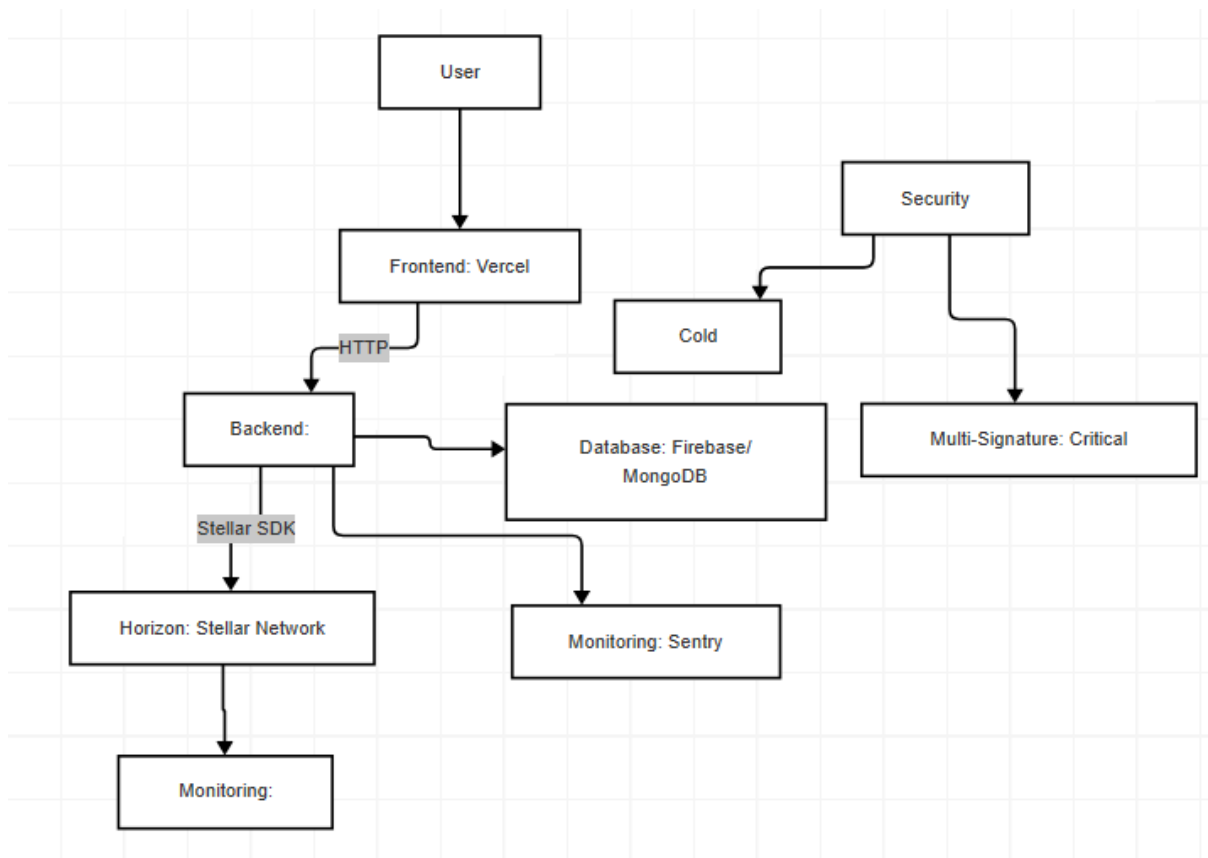 User
Security
Frontend: Vercel
Cold
HTTP
Backend:
Database: Firebase/
MongoDB
Multi-Signature: Critical
Stellar SDK
Horizon: Stellar Network
Monitoring: Sentry
Monitoring: